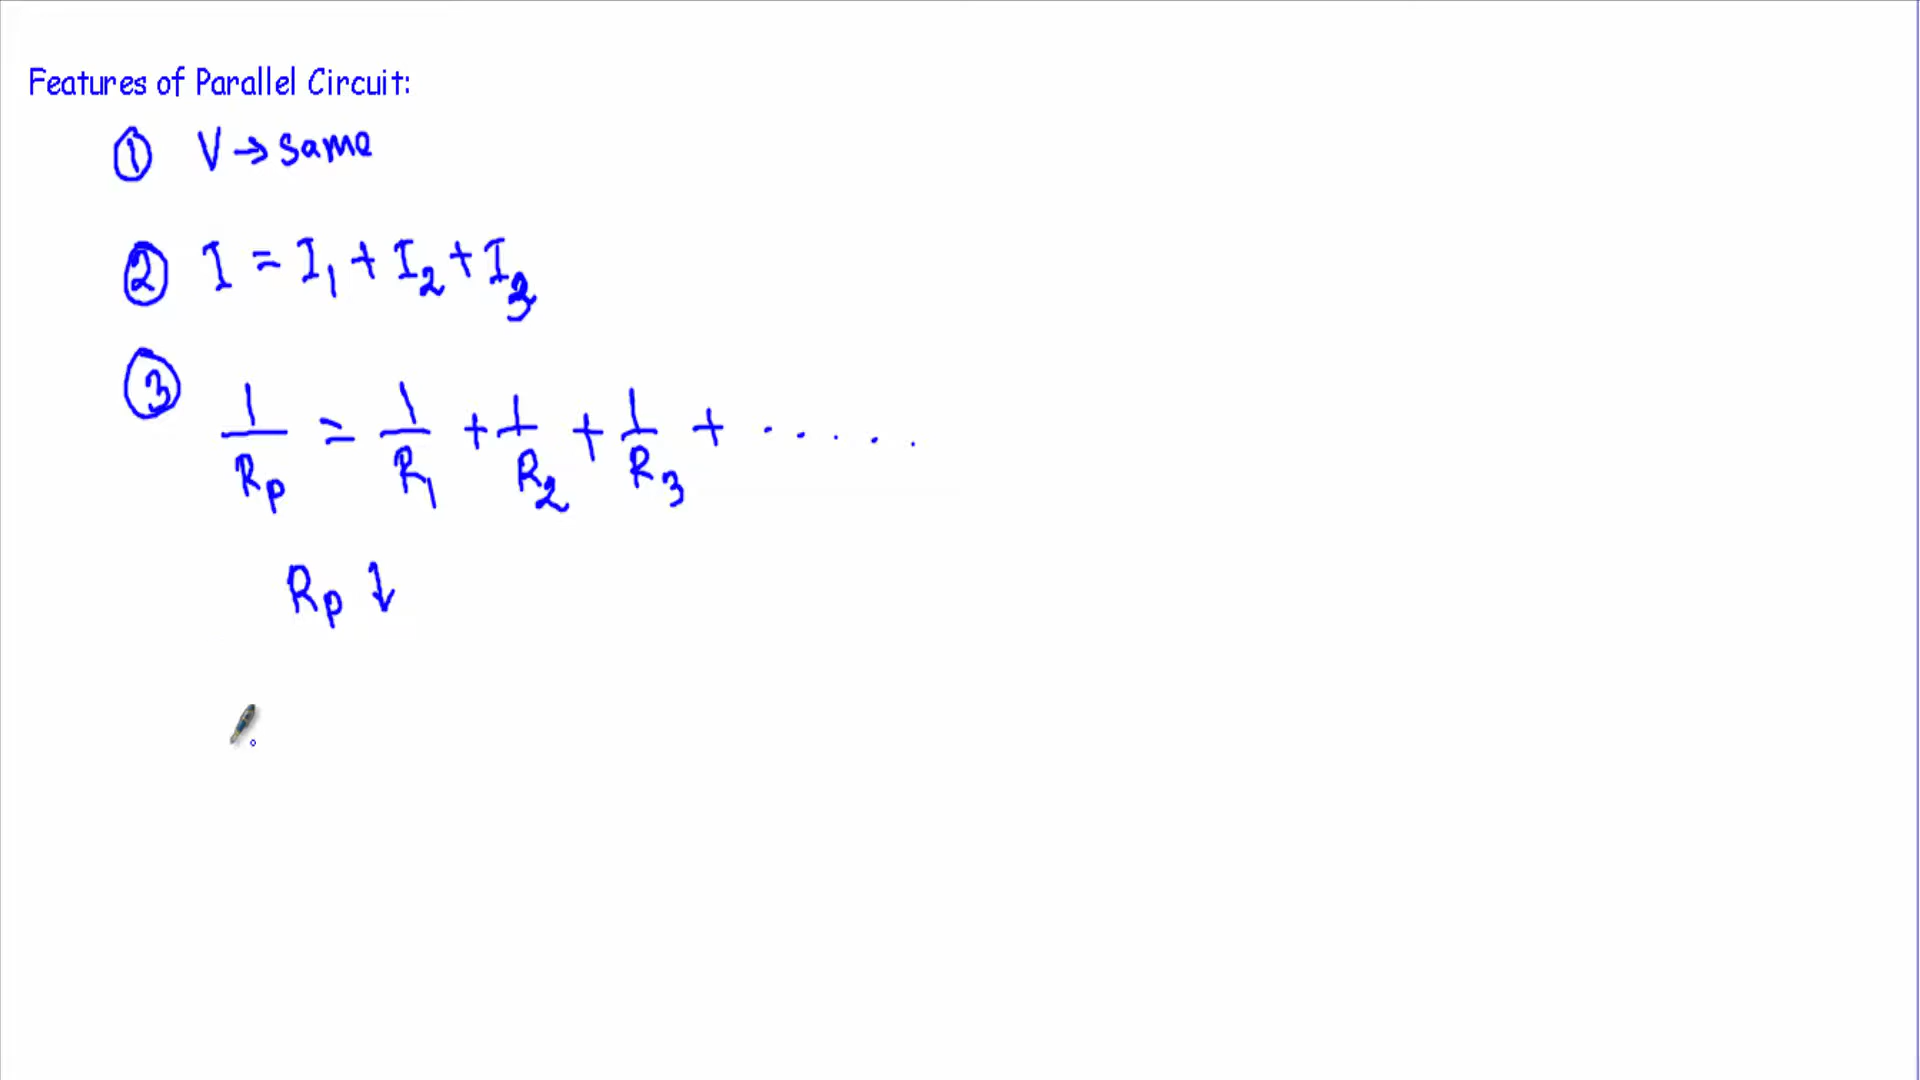 Features of Parallel Circuit:
① V → same
② I = I₁ + I₂ + I₃
③ 1/Rp = 1/R₁ + 1/R₂ + 1/R₃ + . . . . .
Rp ↓